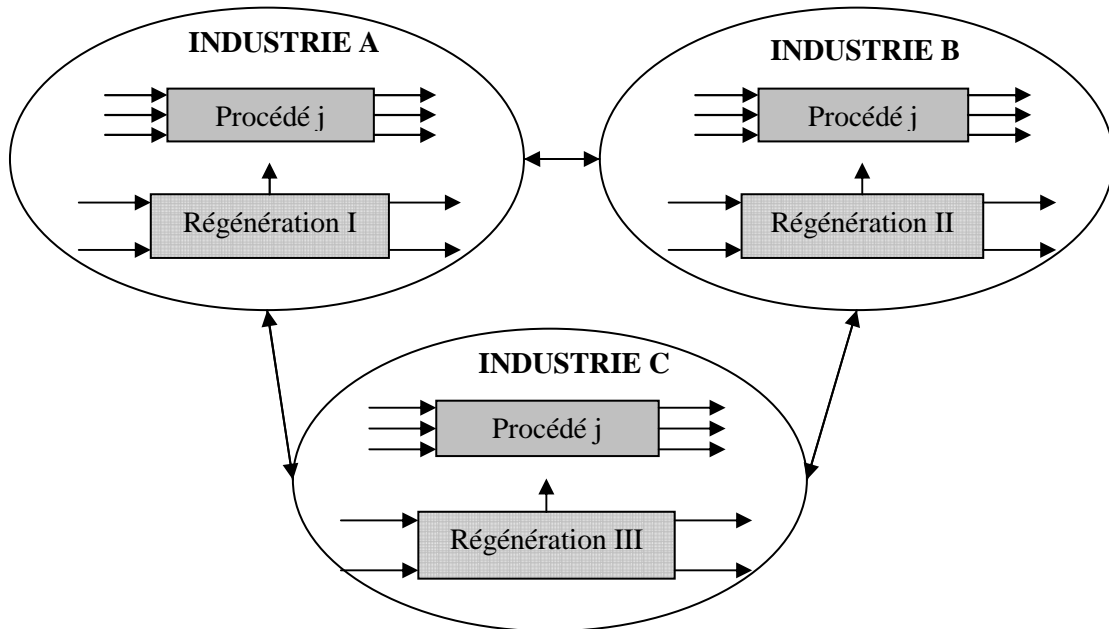 INDUSTRIE A
Procédé j
Régénération I
INDUSTRIE B
Procédé j
Régénération II
INDUSTRIE C
Procédé j
Régénération III